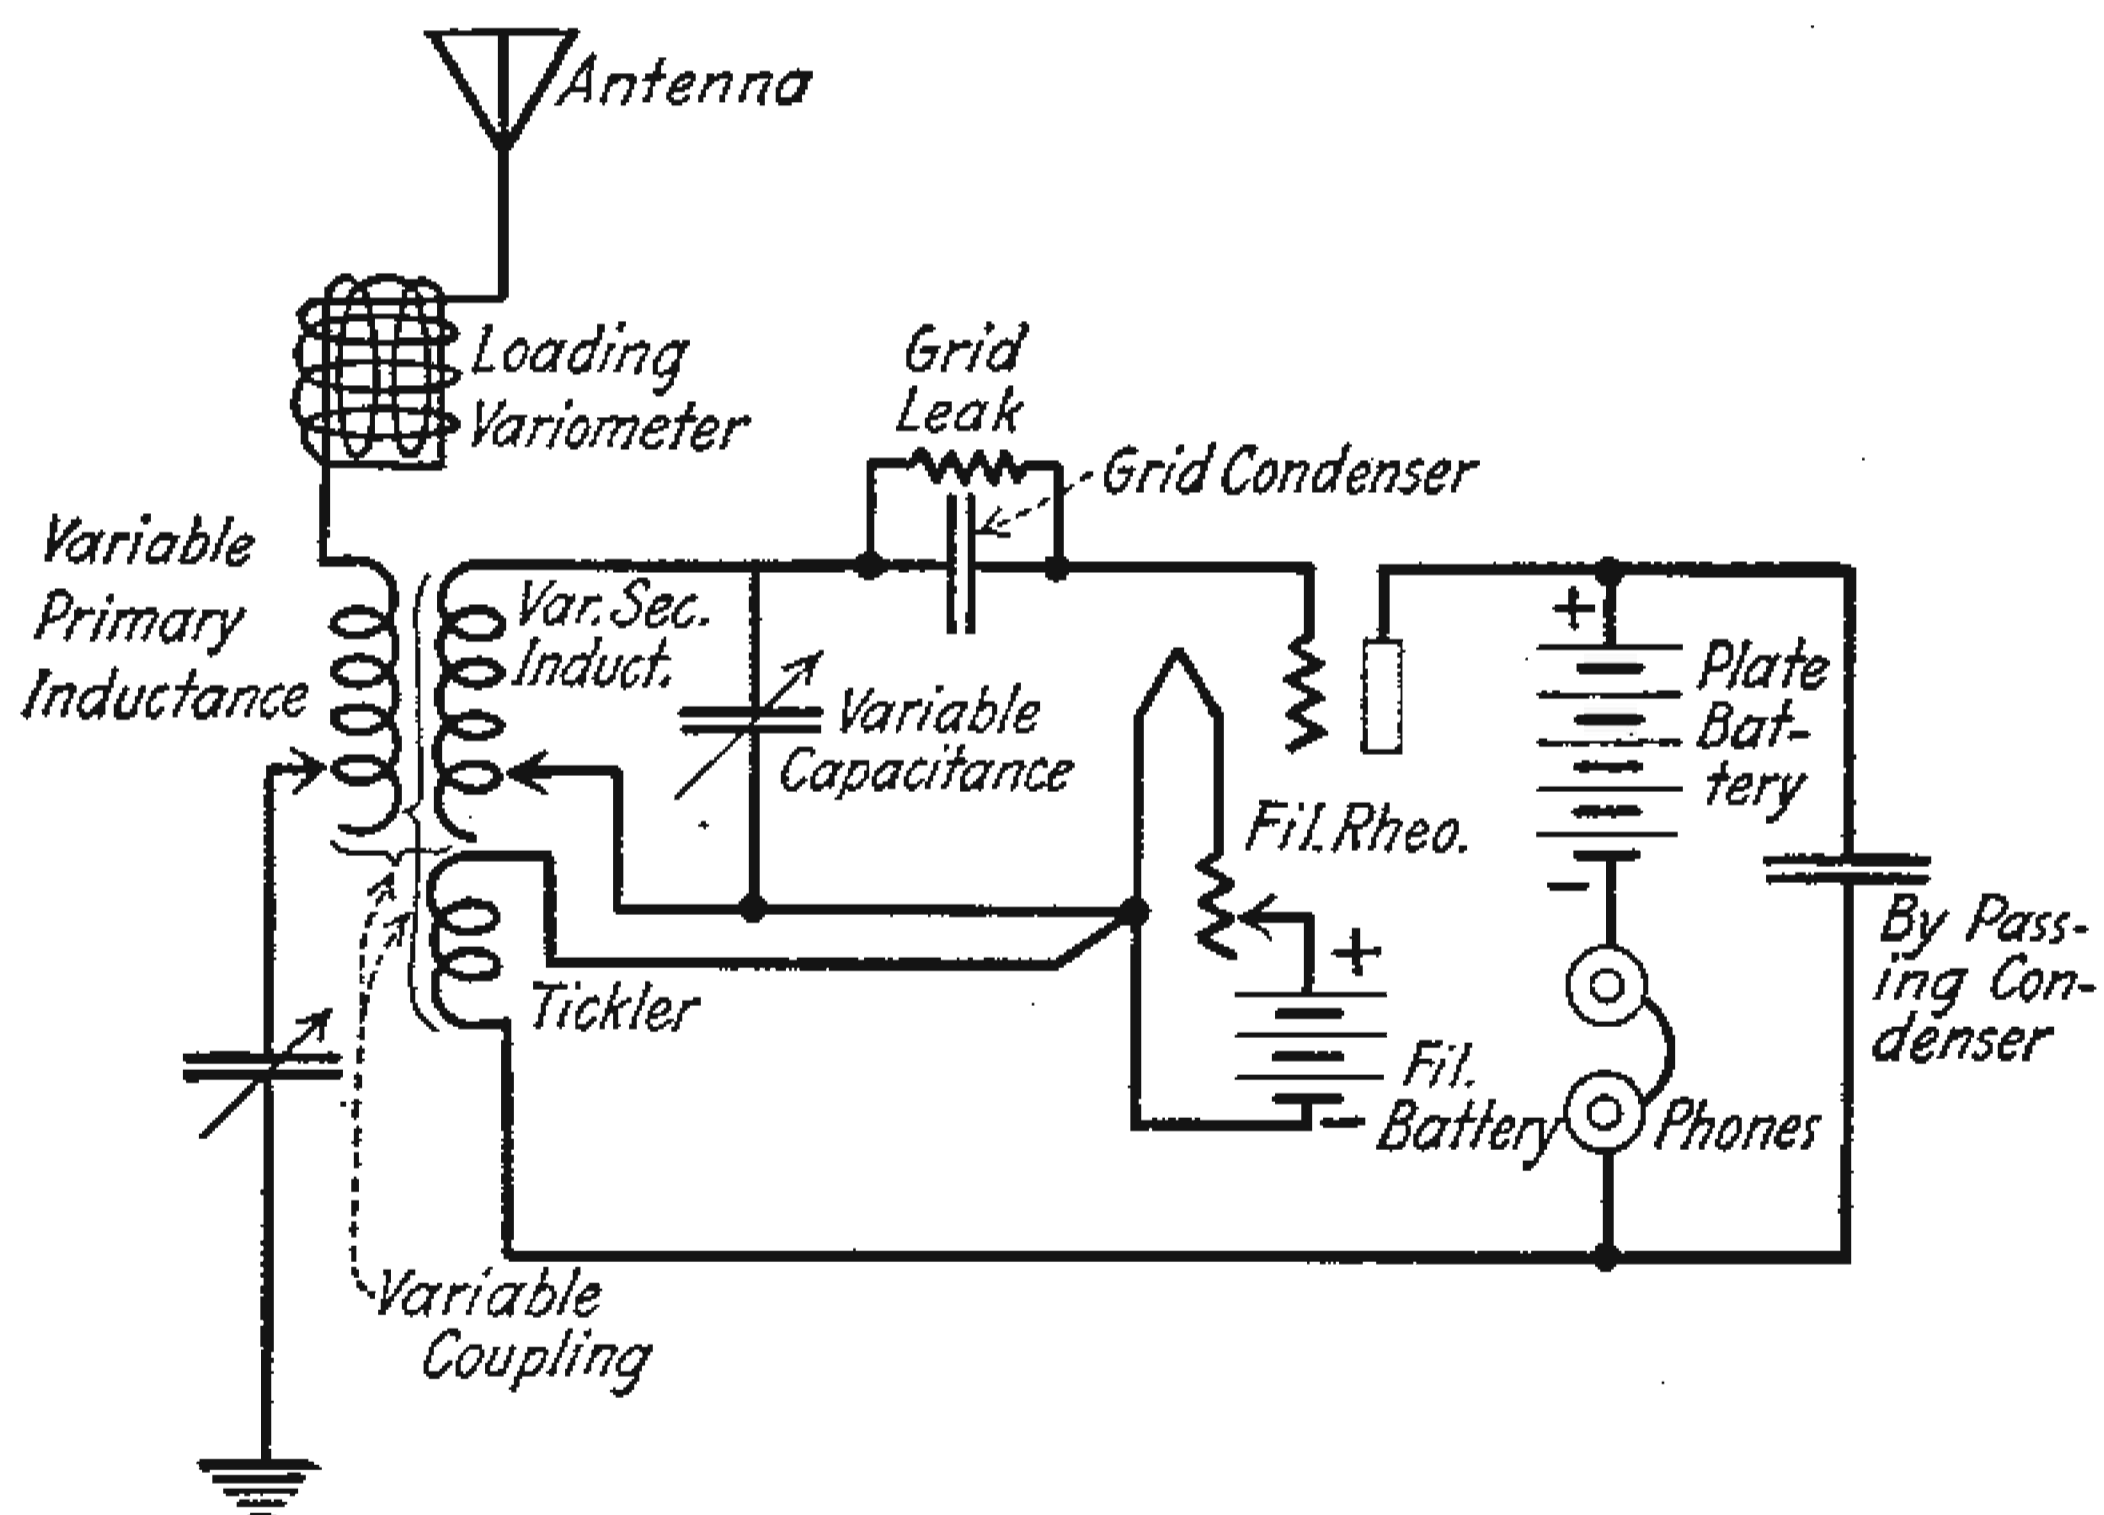 Antenna
Loading
Variometer
Grid
Leak
Grid Condenser
Variable
Primary
Inductance
Var. Sec.
Induct.
Variable
Capacitance
+
Plate
Bat-
tery
-
Fil. Rheo.
By Pass-
ing Con-
denser
+
Tickler
Fil.
Battery
-
Phones
Variable
Coupling